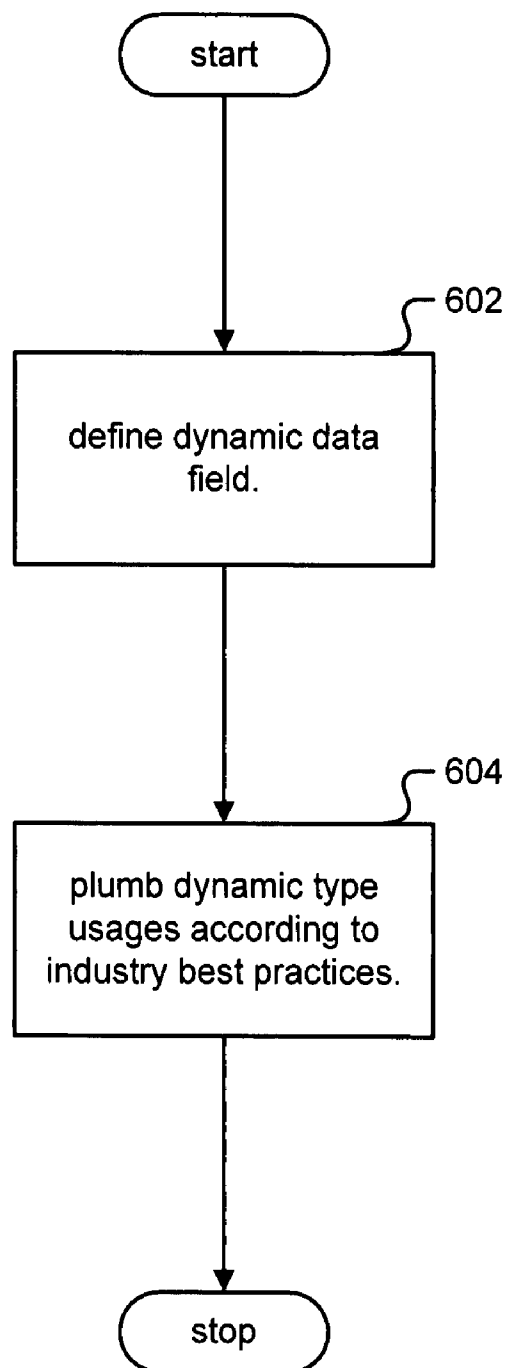 start
602
define dynamic data
field.
604
plumb dynamic type
usages according to
industry best practices.
stop